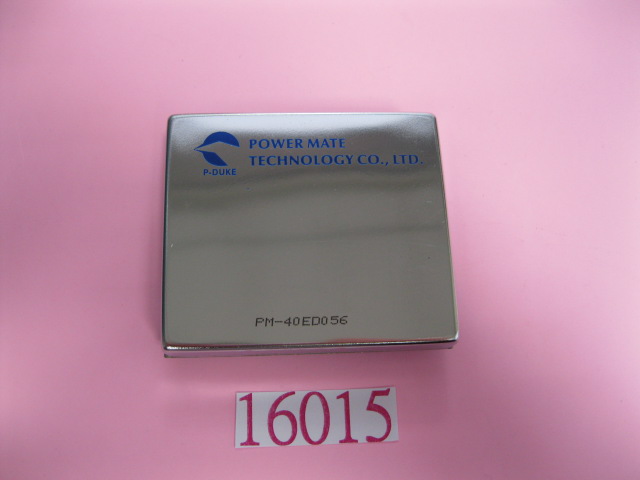 POWER MATE
TECHNOLOGY CO., LTD.
P-DUKE
PM-40ED056
16015